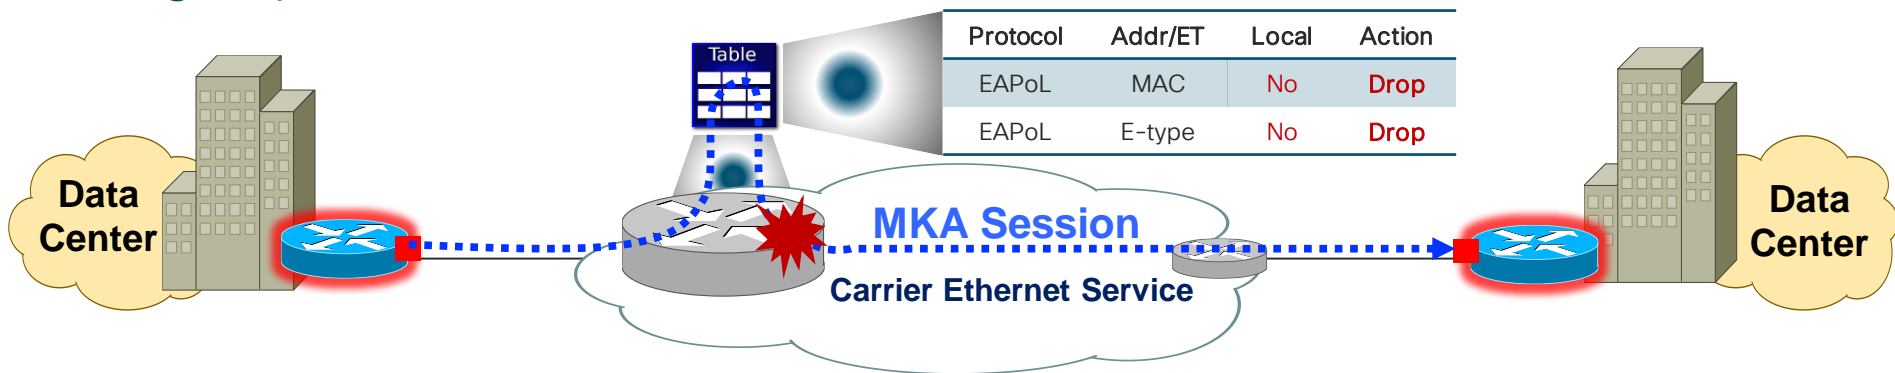 Table
Protocol Addr/ET Local Action
EAPoL MAC No Drop
EAPoL E-type No Drop
Data
Center
MKA Session
Carrier Ethernet Service
Data
Center